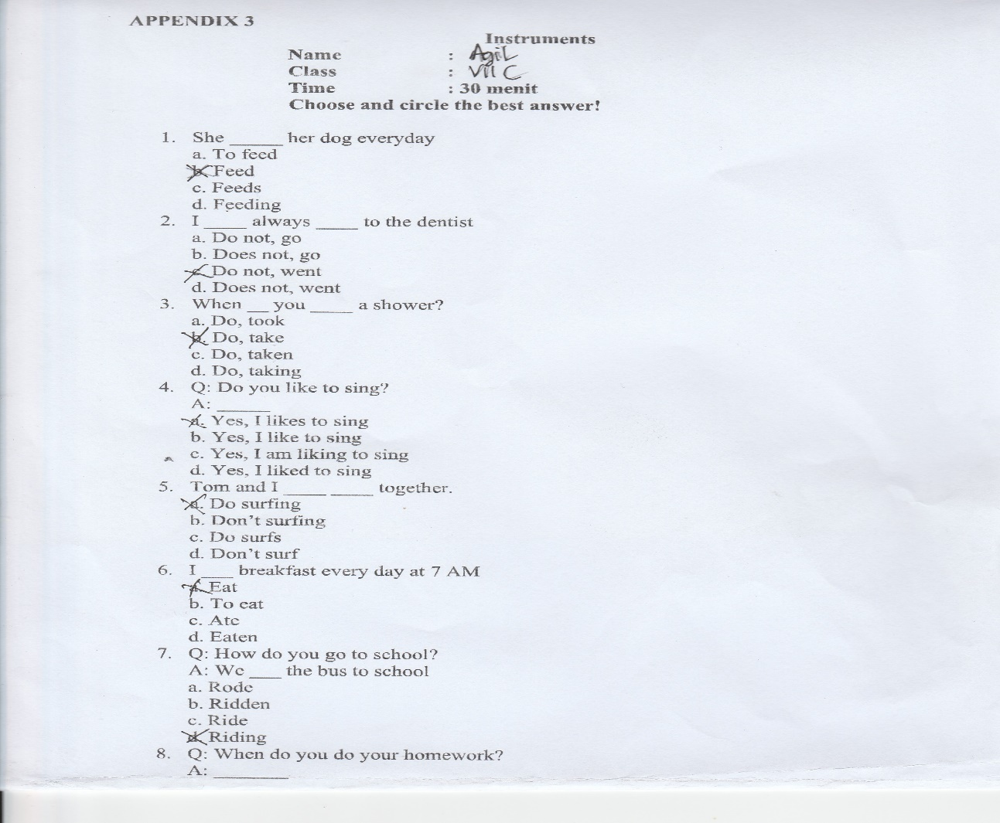 APPENDIX 3
Instruments
Name : Agil
Class : VII C
Time : 30 menit
Choose and circle the best answer!
1. She ______ her dog everyday
a. To feed
b. Feed
c. Feeds
d. Feeding
2. I _____ always _____ to the dentist
a. Do not, go
b. Does not, go
c. Do not, went
d. Does not, went
3. When __ you _____ a shower?
a. Do, took
b. Do, take
c. Do, taken
d. Do, taking
4. Q: Do you like to sing?
A: ______
a. Yes, I likes to sing
b. Yes, I like to sing
c. Yes, I am liking to sing
d. Yes, I liked to sing
5. Tom and I _____ _____ together.
a. Do surfing
b. Don't surfing
c. Do surfs
d. Don't surf
6. I ____ breakfast every day at 7 AM
a. Eat
b. To eat
c. Ate
d. Eaten
7. Q: How do you go to school?
A: We ____ the bus to school
a. Rode
b. Ridden
c. Ride
d. Riding
8. Q: When do you do your homework?
A: _________